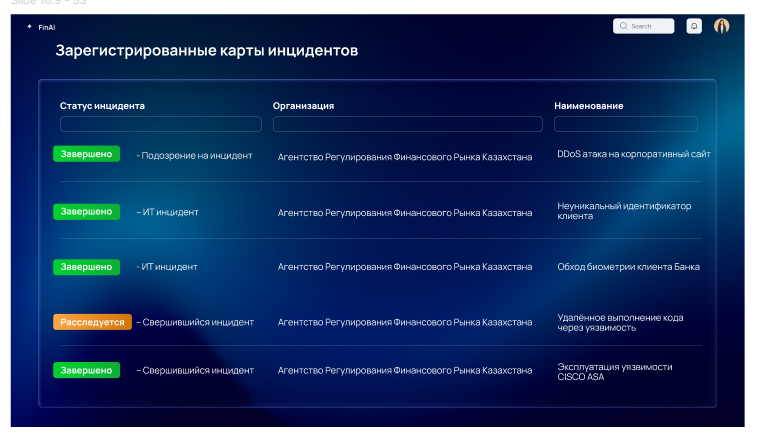 Slide 16:9 - 33
FinAI
Search
Зарегистрированные карты инцидентов
Статус инцидента Организация Наименование
Завершено - Подозрение на инцидент Агентство Регулирования Финансового Рынка Казахстана DDoS атака на корпоративный сайт
Завершено – ИТ инцидент Агентство Регулирования Финансового Рынка Казахстана Неуникальный идентификатор
клиента
Завершено - ИТ инцидент Агентство Регулирования Финансового Рынка Казахстана Обход биометрии клиента Банка
Расследуется – Свершившийся инцидент Агентство Регулирования Финансового Рынка Казахстана Удалённое выполнение кода
через уязвимость
Завершено – Свершившийся инцидент Агентство Регулирования Финансового Рынка Казахстана Эксплуатация уязвимости
CISCO ASA